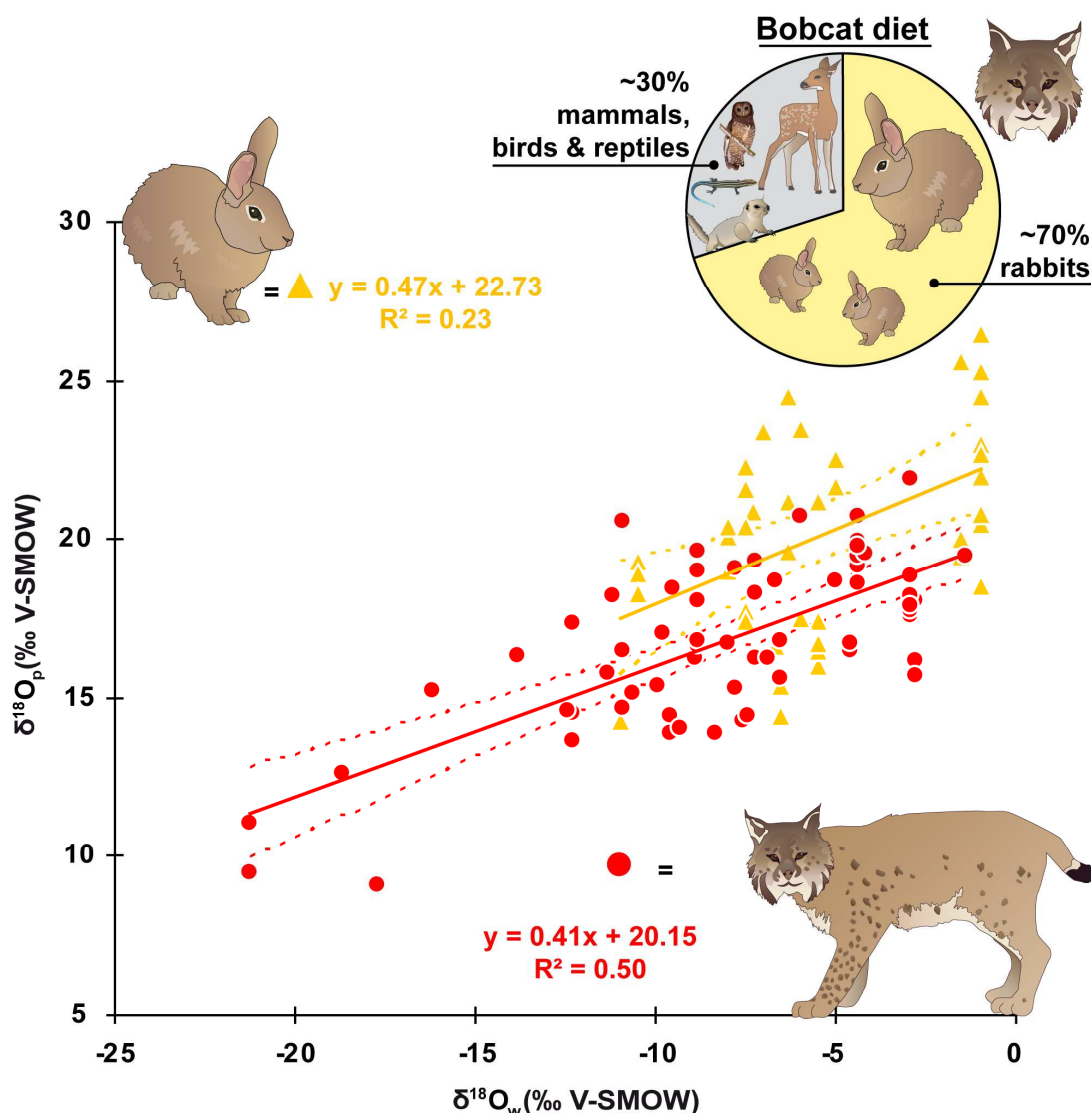 Bobcat diet
~30%
mammals,
birds & reptiles
~70%
rabbits
= y = 0.47x + 22.73
R² = 0.23
30
25
20
15
10
5
δ¹⁸Oₚ(‰ V-SMOW)
=
y = 0.41x + 20.15
R² = 0.50
-25 -20 -15 -10 -5 0
δ¹⁸O_w(‰ V-SMOW)